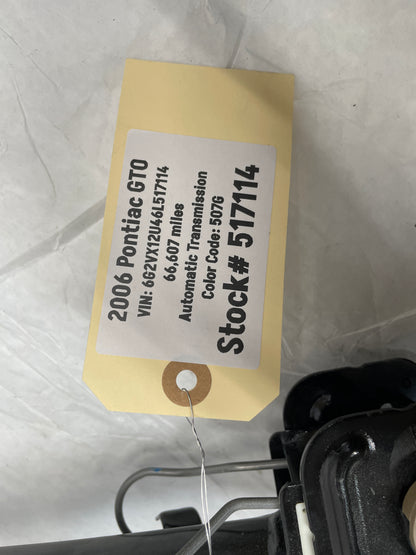 2006 Pontiac GTO
VIN: 6G2VX12U46L517114
66,607 miles
Automatic Transmission
Color Code: 507G
Stock# 517114